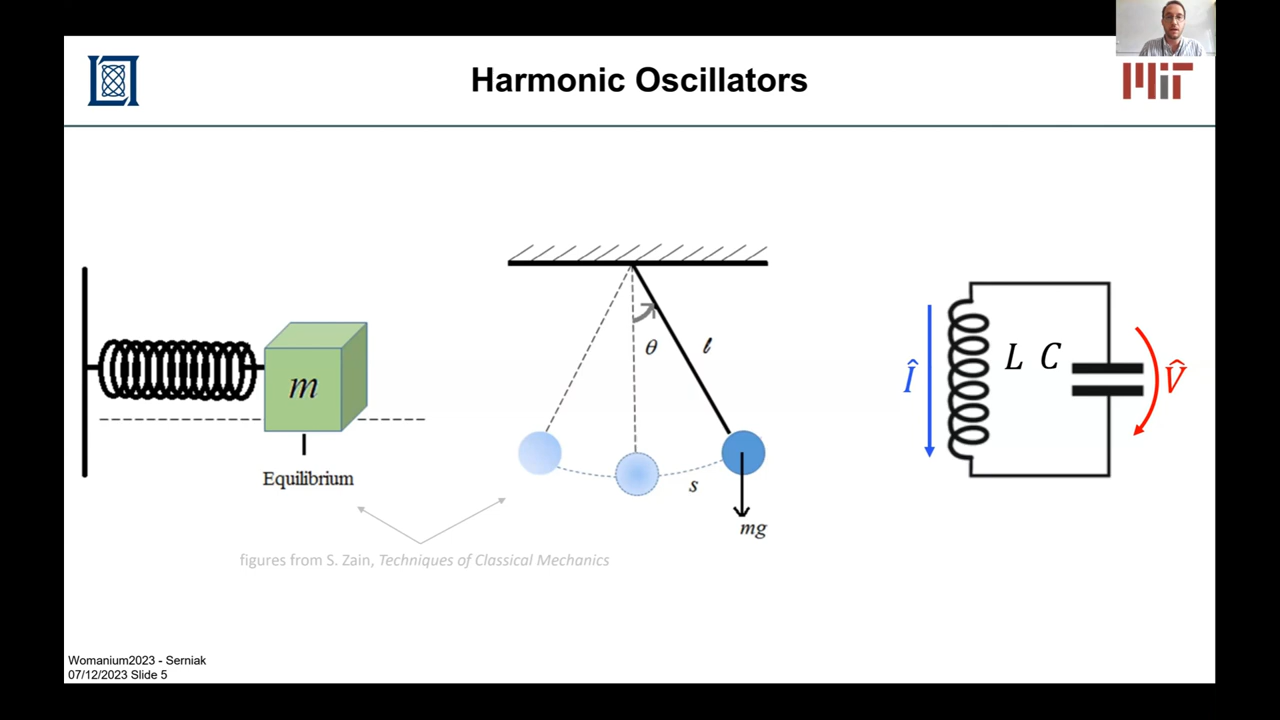 Harmonic Oscillators
MIT
m
Equilibrium
θ
l
s
mg
Î
L C
V̂
figures from S. Zain, Techniques of Classical Mechanics
Womanium2023 - Serniak
07/12/2023 Slide 5